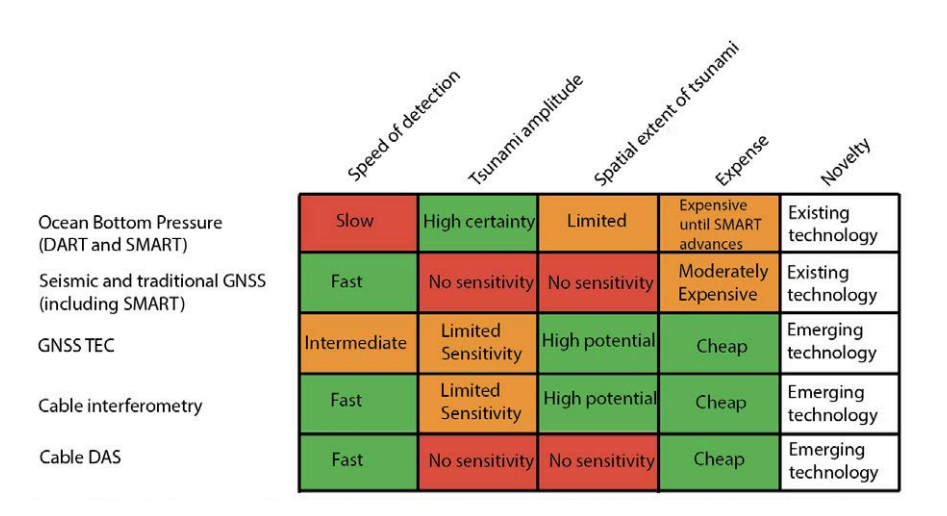 Speed of detection
Tsunami amplitude
Spatial extent of tsunami
Expense
Novelty
Ocean Bottom Pressure
(DART and SMART)
Slow
High certainty
Limited
Expensive
until SMART
advances
Existing
technology
Seismic and traditional GNSS
(including SMART)
Fast
No sensitivity
No sensitivity
Moderately
Expensive
Existing
technology
GNSS TEC
Intermediate
Limited
Sensitivity
High potential
Cheap
Emerging
technology
Cable interferometry
Fast
Limited
Sensitivity
High potential
Cheap
Emerging
technology
Cable DAS
Fast
No sensitivity
No sensitivity
Cheap
Emerging
technology